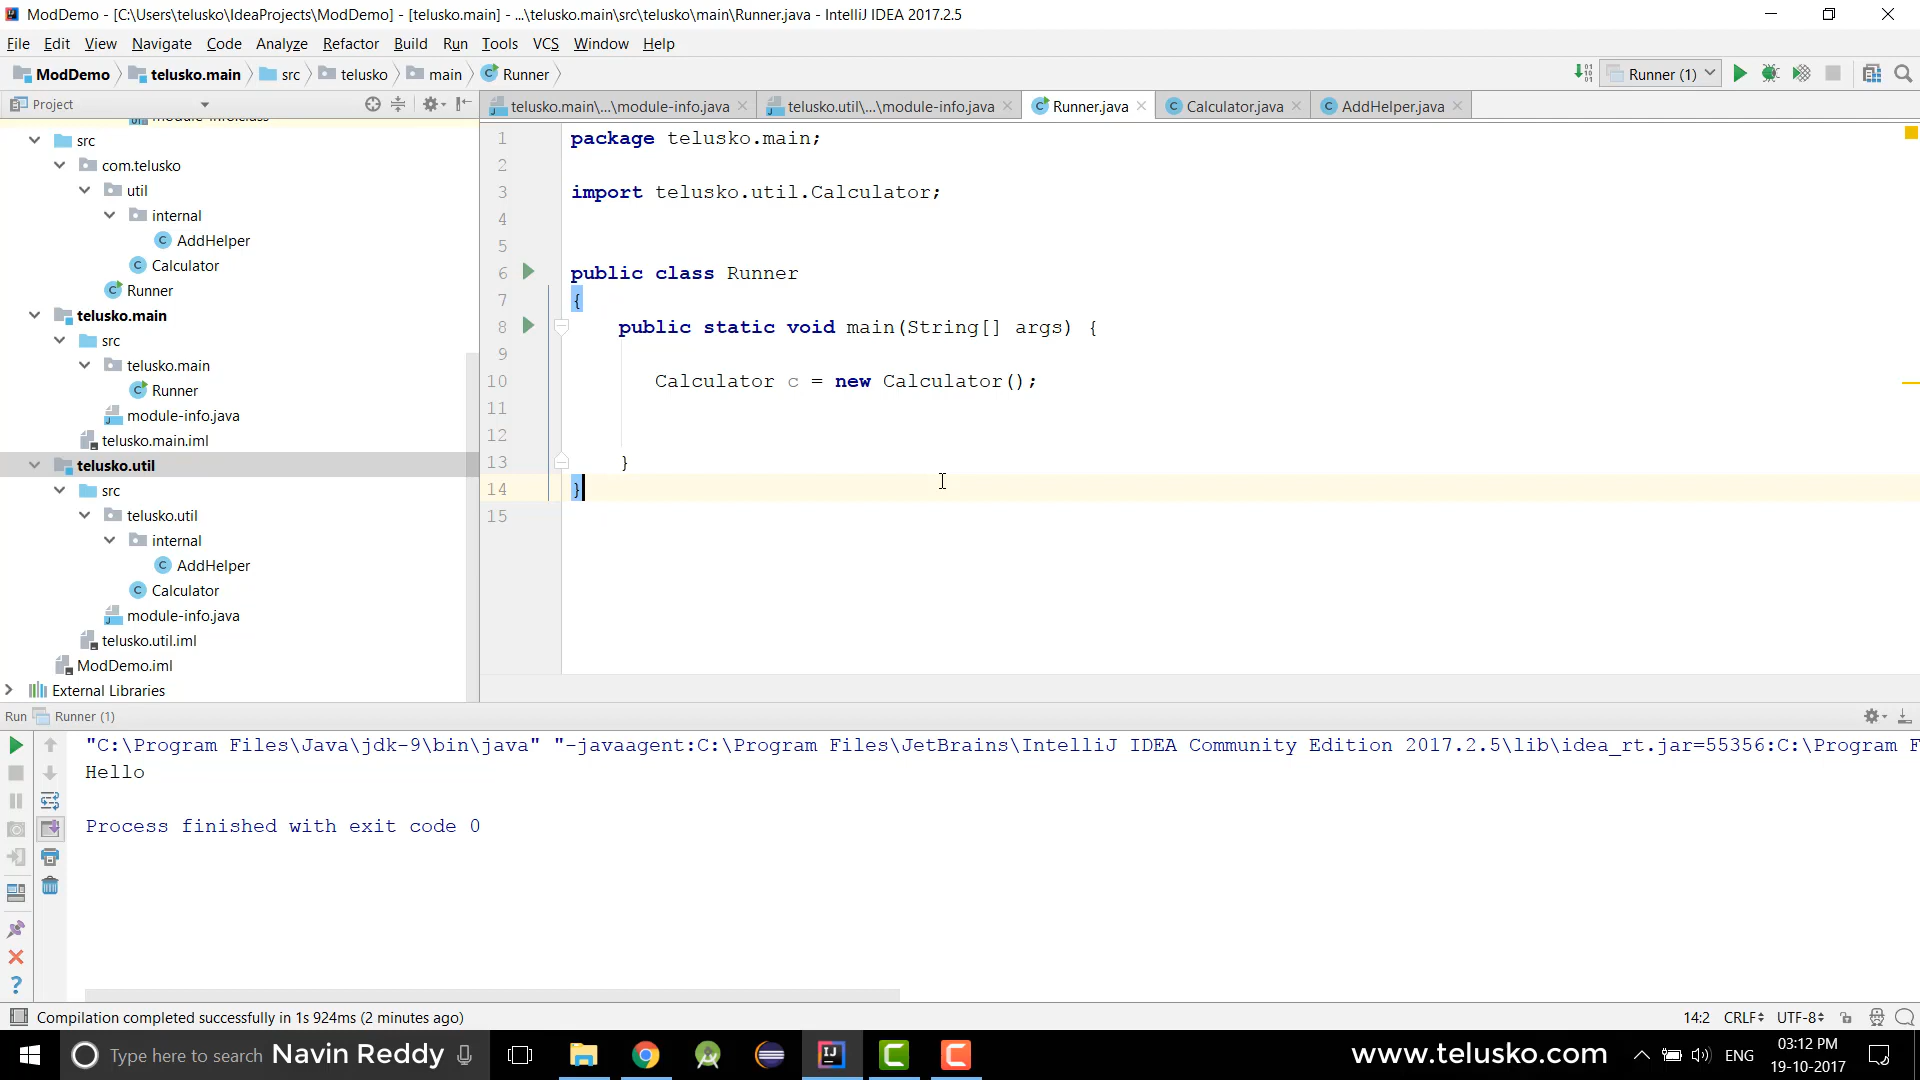 ModDemo - [C:\Users\telusko\IdeaProjects\ModDemo] - [telusko.main] - ...\telusko.main\src\telusko\main\Runner.java - IntelliJ IDEA 2017.2.5
File Edit View Navigate Code Analyze Refactor Build Run Tools VCS Window Help
ModDemo telusko.main src telusko main Runner
Runner (1)
Project
telusko.main\...\module-info.java telusko.util\...\module-info.java Runner.java Calculator.java AddHelper.java
module-info.class
src
com.telusko
util
internal
AddHelper
Calculator
Runner
telusko.main
src
telusko.main
Runner
module-info.java
telusko.main.iml
telusko.util
src
telusko.util
internal
AddHelper
Calculator
module-info.java
telusko.util.iml
ModDemo.iml
External Libraries
1 package telusko.main;
2
3 import telusko.util.Calculator;
4
5
6 public class Runner
7 {
8 public static void main(String[] args) {
9
10 Calculator c = new Calculator();
11
12
13 }
14 }
15
Run Runner (1)
"C:\Program Files\Java\jdk-9\bin\java" "-javaagent:C:\Program Files\JetBrains\IntelliJ IDEA Community Edition 2017.2.5\lib\idea_rt.jar=55356:C:\Program F
Hello
Process finished with exit code 0
Compilation completed successfully in 1s 924ms (2 minutes ago)
14:2 CRLF UTF-8
Type here to search Navin Reddy
www.telusko.com
ENG
03:12 PM
19-10-2017